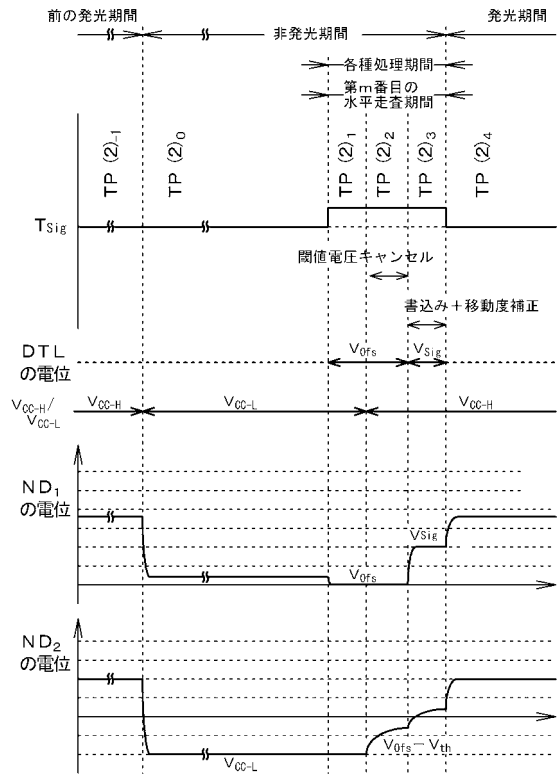 前の発光期間
非発光期間
発光期間
各種処理期間
第m番目の
水平走査期間
TP(2)-1
TP(2)0
TP(2)1
TP(2)2
TP(2)3
TP(2)4
TSig
閾値電圧キャンセル
書込み+移動度補正
DTL
の電位
VOfs
VSig
VCC-H/
VCC-L
VCC-H
VCC-L
VCC-H
ND1
の電位
VOfs
VSig
ND2
の電位
VCC-L
VOfs-Vth